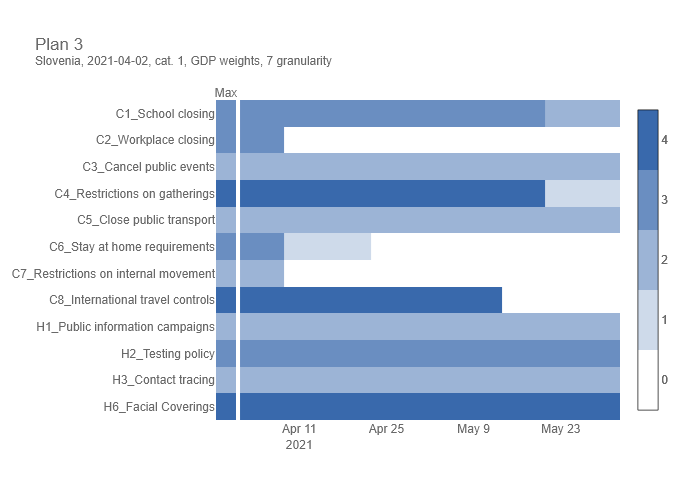 Plan 3
Slovenia, 2021-04-02, cat. 1, GDP weights, 7 granularity
Max
C1_School closing
C2_Workplace closing
C3_Cancel public events
C4_Restrictions on gatherings
C5_Close public transport
C6_Stay at home requirements
C7_Restrictions on internal movement
C8_International travel controls
H1_Public information campaigns
H2_Testing policy
H3_Contact tracing
H6_Facial Coverings
Apr 11
2021
Apr 25
May 9
May 23
4
3
2
1
0